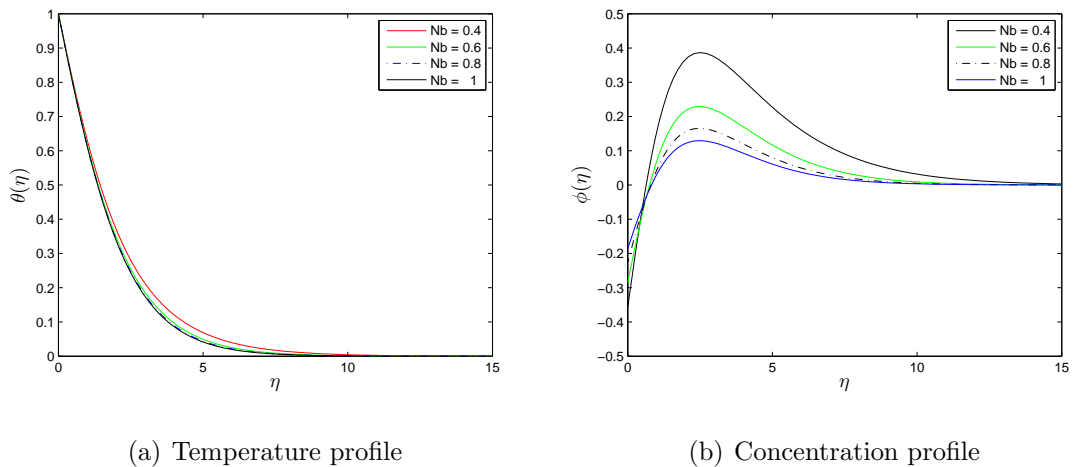 1
0.9
0.8
0.7
0.6
0.5
0.4
0.3
0.2
0.1
0
θ(η)
0 5 10 15
η
Nb = 0.4
Nb = 0.6
Nb = 0.8
Nb = 1
(a) Temperature profile
0.5
0.4
0.3
0.2
0.1
0
−0.1
−0.2
−0.3
−0.4
−0.5
ϕ(η)
0 5 10 15
η
Nb = 0.4
Nb = 0.6
Nb = 0.8
Nb = 1
(b) Concentration profile